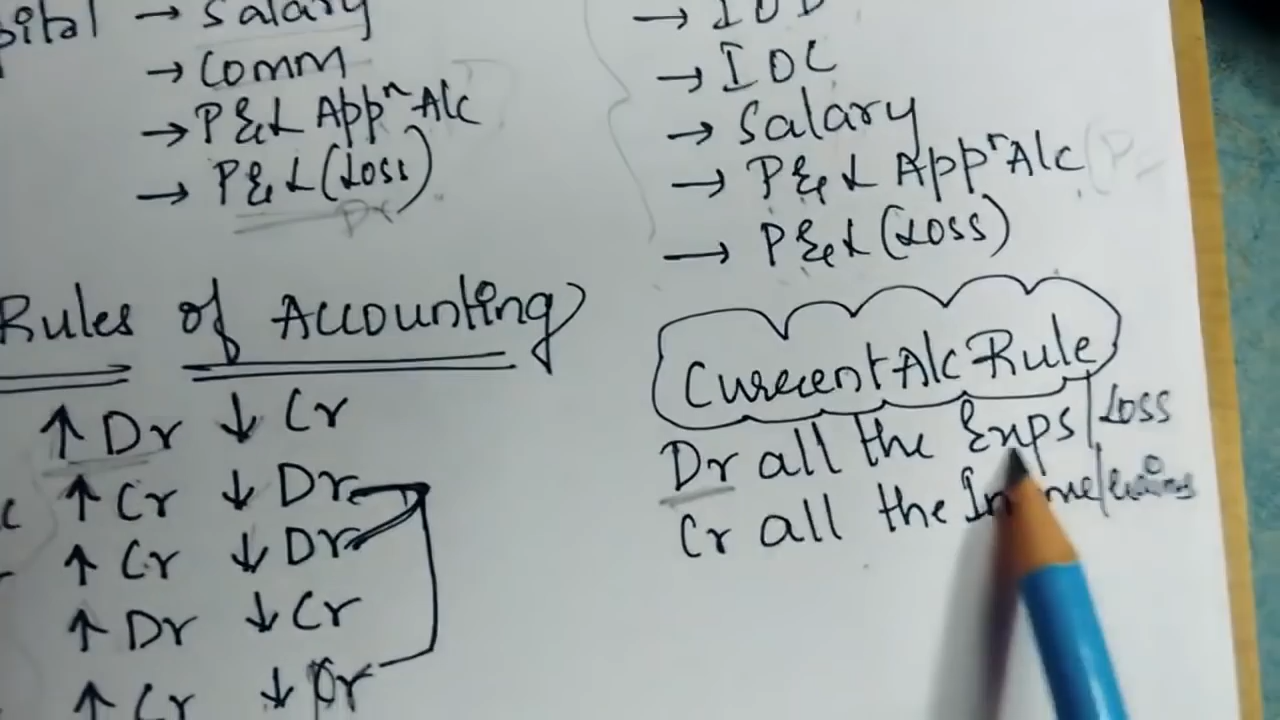 → Salary
→ Comm
→ P&L Appⁿ A/c
→ P&L (Loss)
Dr
→ IOD
→ IOC
→ Salary
→ P&L Appⁿ A/c
→ P&L (Loss)
Rules of Accounting
↑ Dr ↓ Cr
↑ Cr ↓ Dr
↑ Cr ↓ Dr
↑ Dr ↓ Cr
↑ Cr ↓ Dr
Current A/c Rule
Dr all the Exps/Loss
Cr all the